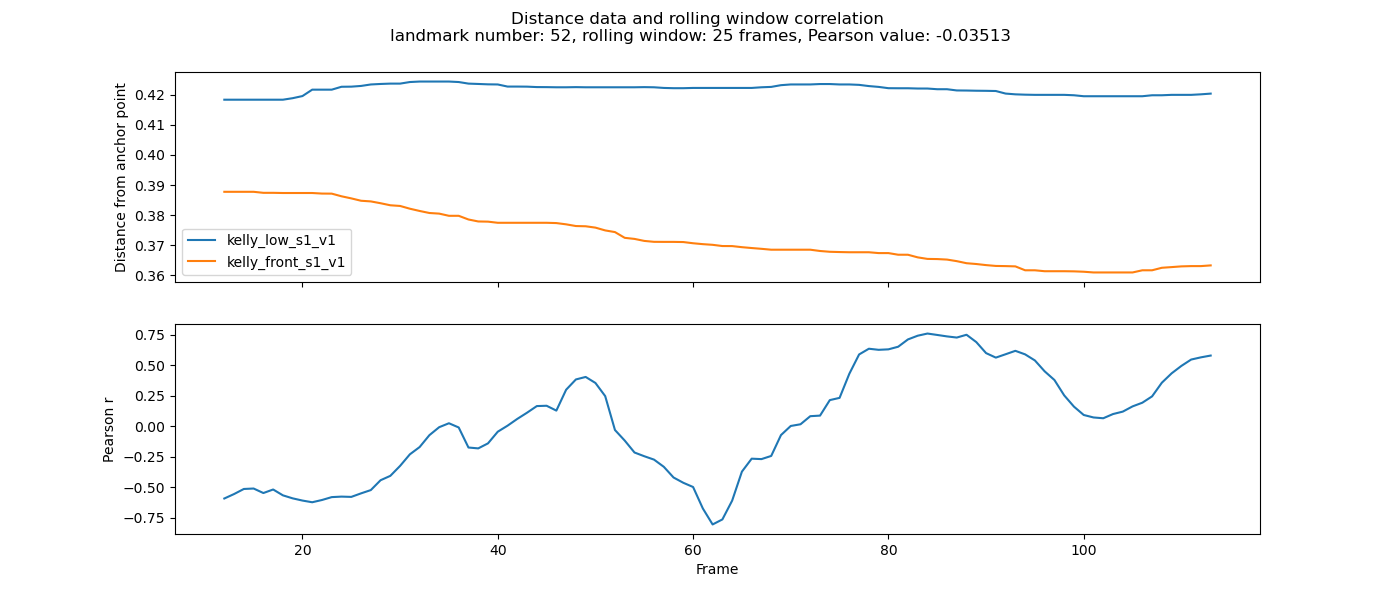 Distance data and rolling window correlation
landmark number: 52, rolling window: 25 frames, Pearson value: -0.03513
Distance from anchor point
0.42
0.41
0.40
0.39
0.38
0.37
0.36
kelly_low_s1_v1
kelly_front_s1_v1
Pearson r
0.75
0.50
0.25
0.00
−0.25
−0.50
−0.75
20 40 60 80 100
Frame